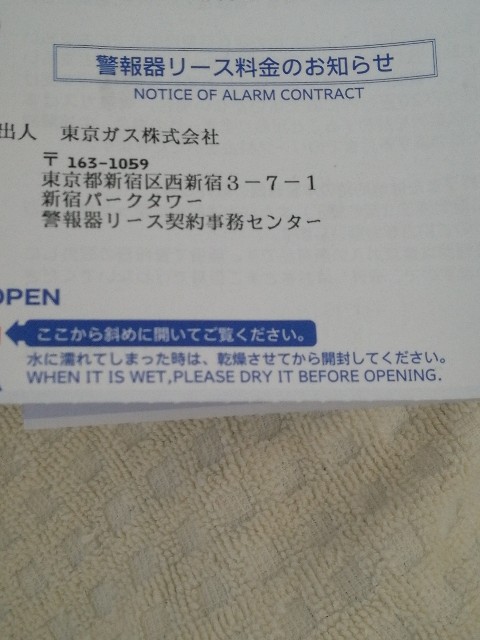 警報器リース料金のお知らせ
NOTICE OF ALARM CONTRACT
出人 東京ガス株式会社
〒163-1059
東京都新宿区西新宿3-7-1
新宿パークタワー
警報器リース契約事務センター
OPEN
ここから斜めに開いてご覧ください。
水に濡れてしまった時は、乾燥させてから開封してください。
WHEN IT IS WET,PLEASE DRY IT BEFORE OPENING.